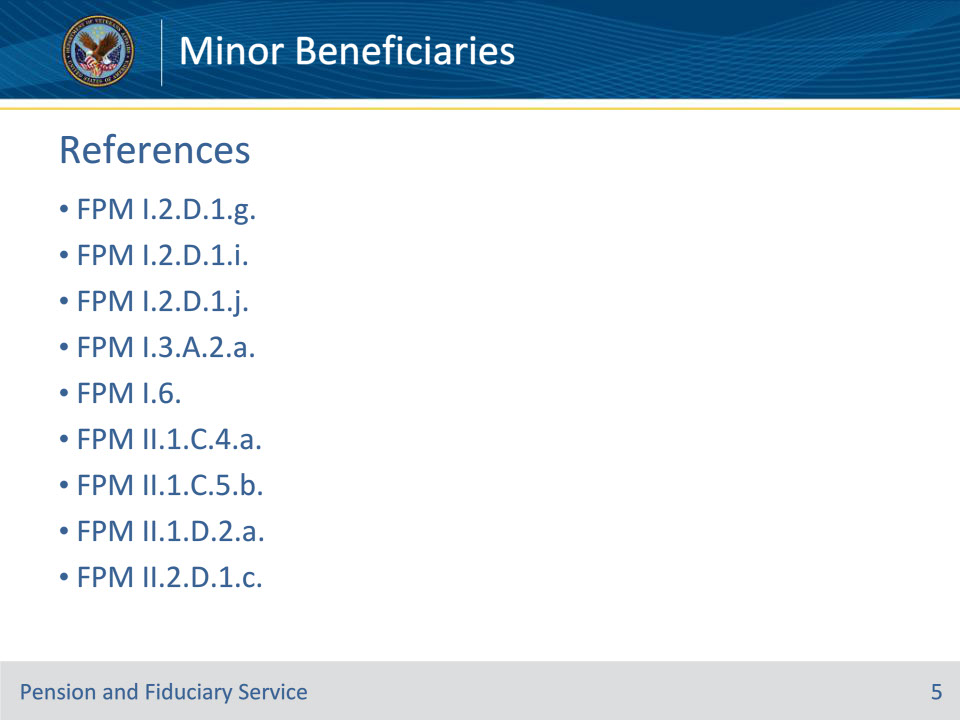 Minor Beneficiaries
References
• FPM I.2.D.1.g.
• FPM I.2.D.1.i.
• FPM I.2.D.1.j.
• FPM I.3.A.2.a.
• FPM I.6.
• FPM II.1.C.4.a.
• FPM II.1.C.5.b.
• FPM II.1.D.2.a.
• FPM II.2.D.1.c.
Pension and Fiduciary Service
5